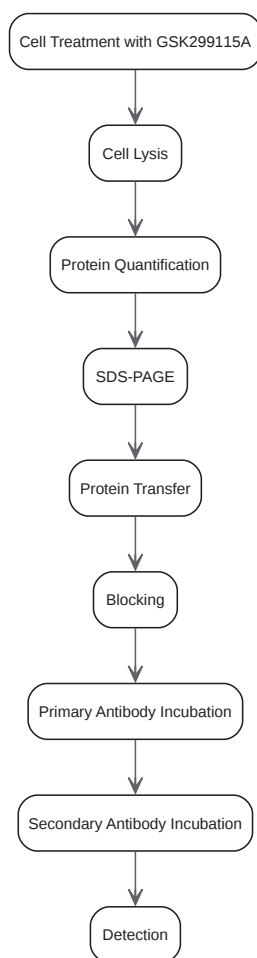 Cell Treatment with GSK299115A
Cell Lysis
Protein Quantification
SDS-PAGE
Protein Transfer
Blocking
Primary Antibody Incubation
Secondary Antibody Incubation
Detection